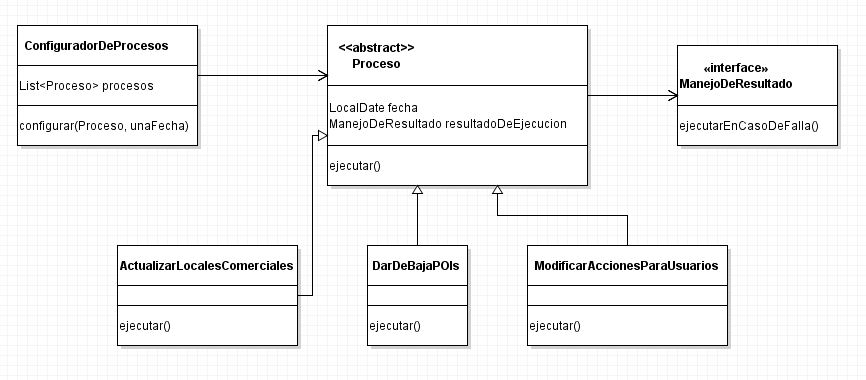 ConfiguradorDeProcesos
List<Proceso> procesos
configurar(Proceso, unaFecha)
<<abstract>>
Proceso
LocalDate fecha
ManejoDeResultado resultadoDeEjecucion
ejecutar()
«interface»
ManejoDeResultado
ejecutarEnCasoDeFalla()
ActualizarLocalesComerciales
ejecutar()
DarDeBajaPOIs
ejecutar()
ModificarAccionesParaUsuarios
ejecutar()